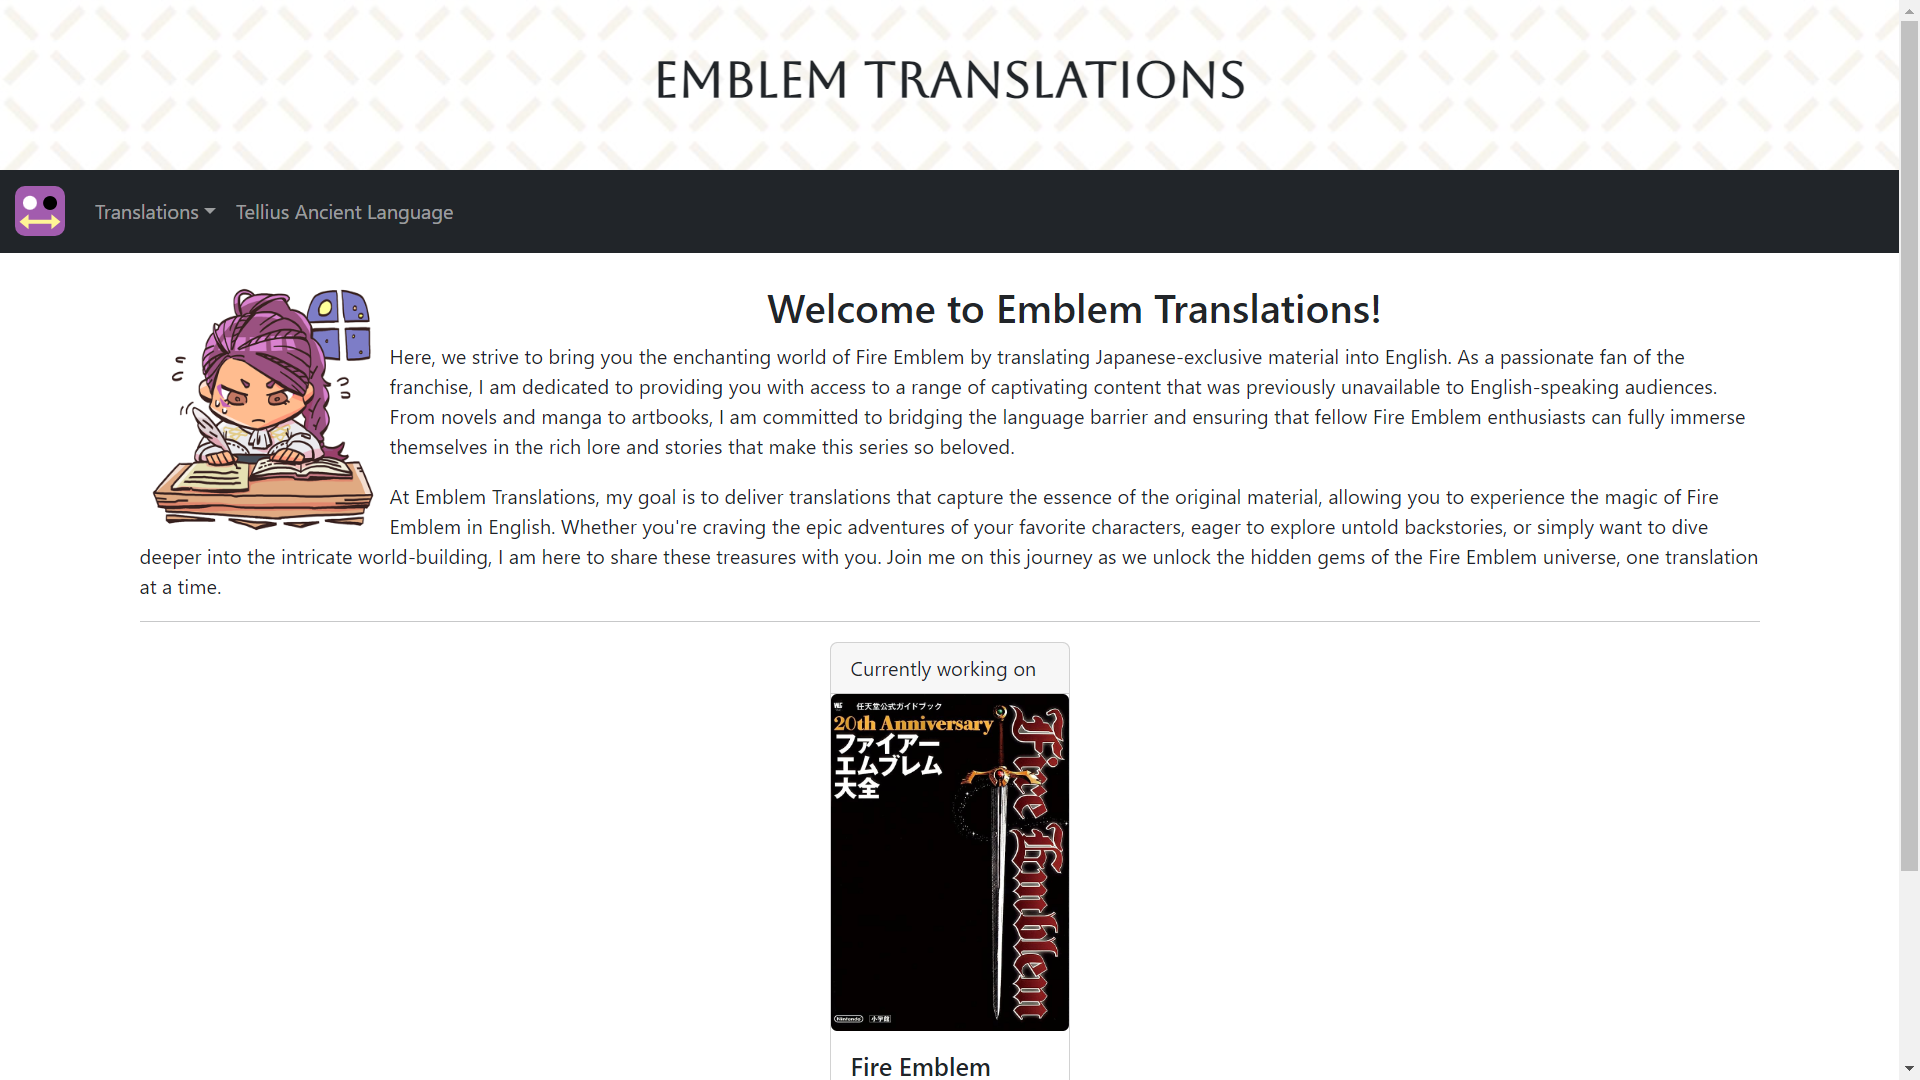 EMBLEM TRANSLATIONS
Translations
Tellius Ancient Language
Welcome to Emblem Translations!
Here, we strive to bring you the enchanting world of Fire Emblem by translating Japanese-exclusive material into English. As a passionate fan of the
franchise, I am dedicated to providing you with access to a range of captivating content that was previously unavailable to English-speaking audiences.
From novels and manga to artbooks, I am committed to bridging the language barrier and ensuring that fellow Fire Emblem enthusiasts can fully immerse
themselves in the rich lore and stories that make this series so beloved.
At Emblem Translations, my goal is to deliver translations that capture the essence of the original material, allowing you to experience the magic of Fire
Emblem in English. Whether you're craving the epic adventures of your favorite characters, eager to explore untold backstories, or simply want to dive
deeper into the intricate world-building, I am here to share these treasures with you. Join me on this journey as we unlock the hidden gems of the Fire Emblem universe, one translation
at a time.
Currently working on
任天堂公式ガイドブック
20th Anniversary
ファイアー
エムブレム
大全
Fire Emblem
Nintendo
小学館
Fire Emblem